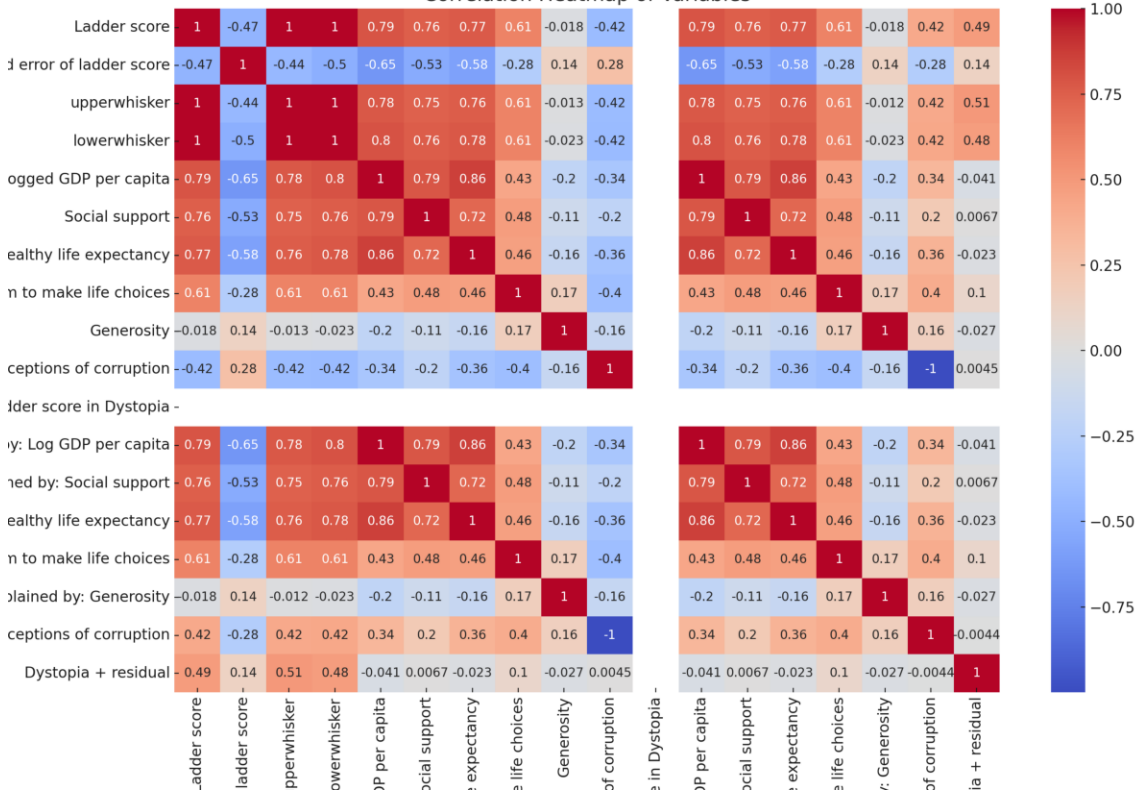 Correlation Heatmap of Variables
Ladder score 1 -0.47 1 1 0.79 0.76 0.77 0.61 -0.018 -0.42 0.79 0.76 0.77 0.61 -0.018 0.42 0.49
d error of ladder score -0.47 1 -0.44 -0.5 -0.65 -0.53 -0.58 -0.28 0.14 0.28 -0.65 -0.53 -0.58 -0.28 0.14 -0.28 0.14
upperwhisker 1 -0.44 1 1 0.78 0.75 0.76 0.61 -0.013 -0.42 0.78 0.75 0.76 0.61 -0.012 0.42 0.51
lowerwhisker 1 -0.5 1 1 0.8 0.76 0.78 0.61 -0.023 -0.42 0.8 0.76 0.78 0.61 -0.023 0.42 0.48
ogged GDP per capita 0.79 -0.65 0.78 0.8 1 0.79 0.86 0.43 -0.2 -0.34 1 0.79 0.86 0.43 -0.2 0.34 -0.041
Social support 0.76 -0.53 0.75 0.76 0.79 1 0.72 0.48 -0.11 -0.2 0.79 1 0.72 0.48 -0.11 0.2 0.0067
ealthy life expectancy 0.77 -0.58 0.76 0.78 0.86 0.72 1 0.46 -0.16 -0.36 0.86 0.72 1 0.46 -0.16 0.36 -0.023
m to make life choices 0.61 -0.28 0.61 0.61 0.43 0.48 0.46 1 0.17 -0.4 0.43 0.48 0.46 1 0.17 0.4 0.1
Generosity -0.018 0.14 -0.013 -0.023 -0.2 -0.11 -0.16 0.17 1 -0.16 -0.2 -0.11 -0.16 0.17 1 0.16 -0.027
ceptions of corruption -0.42 0.28 -0.42 -0.42 -0.34 -0.2 -0.36 -0.4 -0.16 1 -0.34 -0.2 -0.36 -0.4 -0.16 -1 0.0045
dder score in Dystopia
by: Log GDP per capita 0.79 -0.65 0.78 0.8 1 0.79 0.86 0.43 -0.2 -0.34 1 0.79 0.86 0.43 -0.2 0.34 -0.041
ned by: Social support 0.76 -0.53 0.75 0.76 0.79 1 0.72 0.48 -0.11 -0.2 0.79 1 0.72 0.48 -0.11 0.2 0.0067
ealthy life expectancy 0.77 -0.58 0.76 0.78 0.86 0.72 1 0.46 -0.16 -0.36 0.86 0.72 1 0.46 -0.16 0.36 -0.023
m to make life choices 0.61 -0.28 0.61 0.61 0.43 0.48 0.46 1 0.17 -0.4 0.43 0.48 0.46 1 0.17 0.4 0.1
plained by: Generosity -0.018 0.14 -0.012 -0.023 -0.2 -0.11 -0.16 0.17 1 -0.16 -0.2 -0.11 -0.16 0.17 1 0.16 -0.027
ceptions of corruption 0.42 -0.28 0.42 0.42 0.34 0.2 0.36 0.4 0.16 -1 0.34 0.2 0.36 0.4 0.16 1 -0.0044
Dystopia + residual 0.49 0.14 0.51 0.48 -0.041 0.0067 -0.023 0.1 -0.027 0.0045 -0.041 0.0067 -0.023 0.1 -0.027 -0.0044 1
Ladder score
ladder score
pperwhisker
owerwhisker
DP per capita
ocial support
e expectancy
e life choices
Generosity
of corruption
e in Dystopia
DP per capita
ocial support
e expectancy
e life choices
y: Generosity
of corruption
ia + residual
1.00
0.75
0.50
0.25
0.00
−0.25
−0.50
−0.75